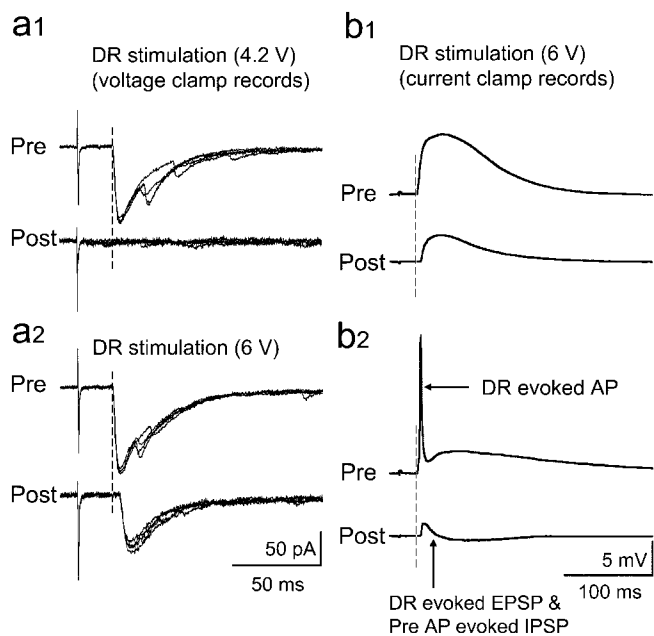 a1
DR stimulation (4.2 V)
(voltage clamp records)
Pre
Post
a2
DR stimulation (6 V)
Pre
Post
50 pA
50 ms
b1
DR stimulation (6 V)
(current clamp records)
Pre
Post
b2
DR evoked AP
Pre
Post
5 mV
100 ms
DR evoked EPSP &
Pre AP evoked IPSP